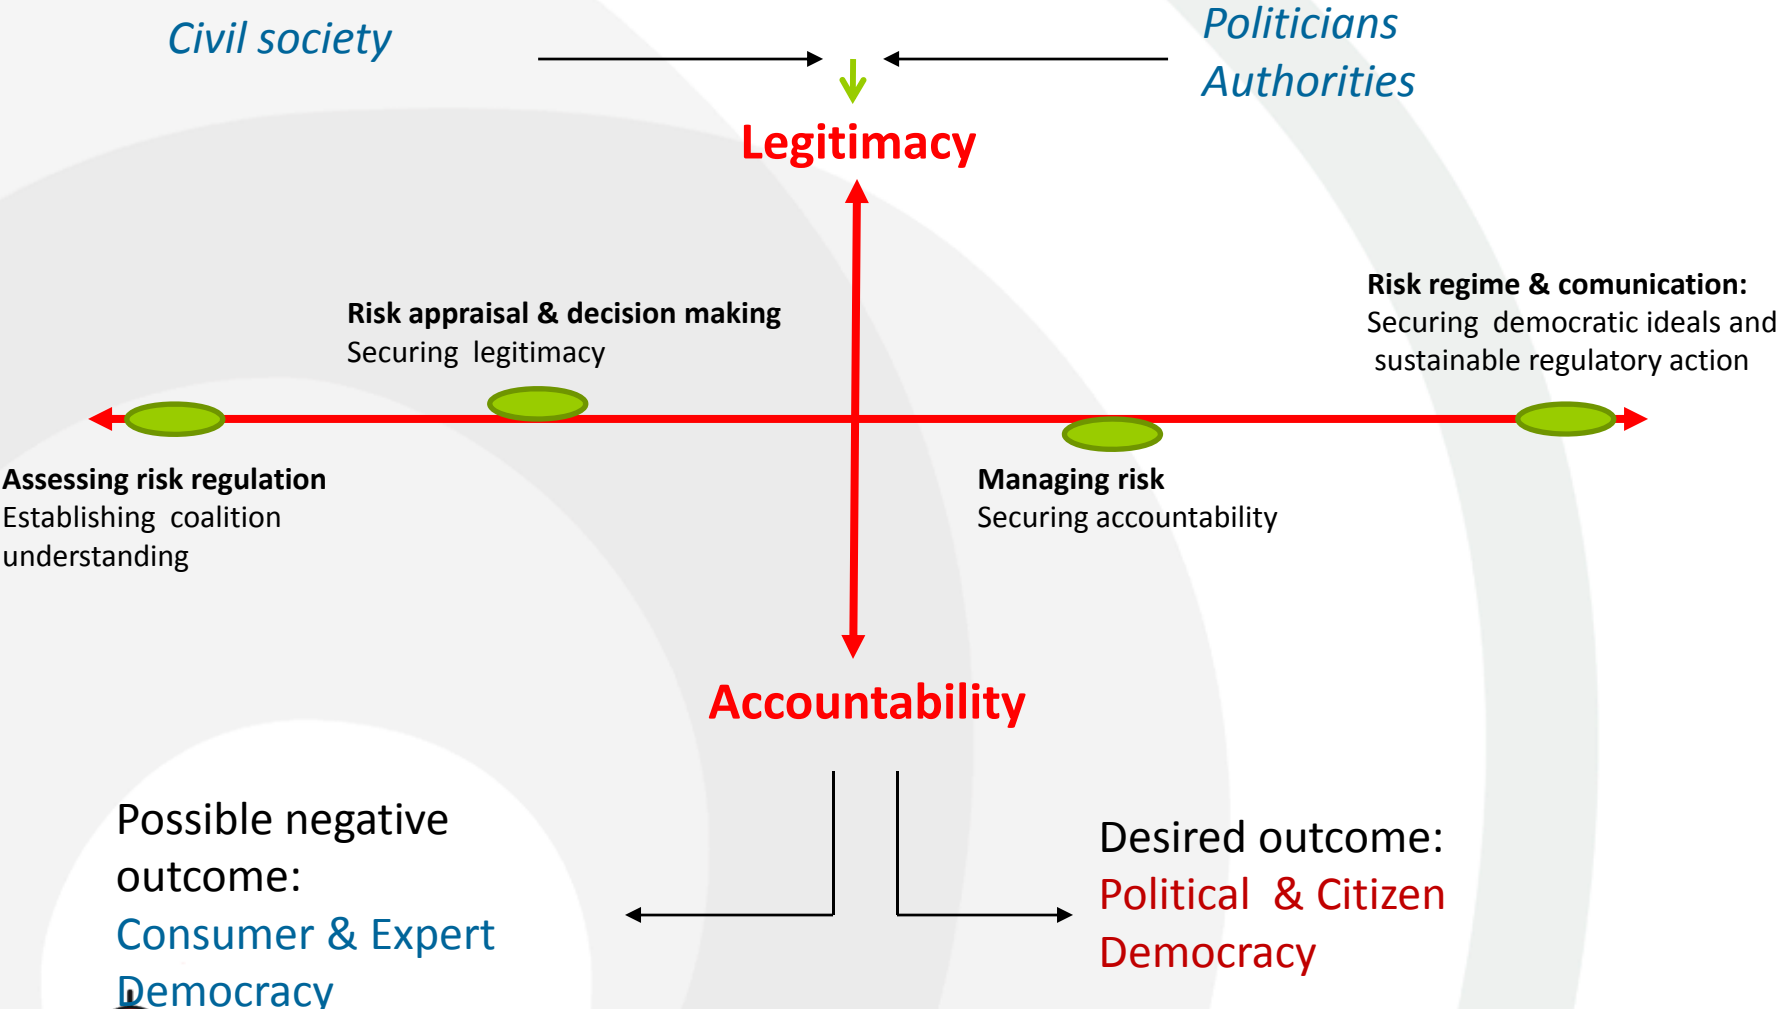 Civil society
Politicians
Authorities
Legitimacy
Risk appraisal & decision making
Securing legitimacy
Risk regime & comunication:
Securing democratic ideals and
sustainable regulatory action
Assessing risk regulation
Establishing coalition
understanding
Managing risk
Securing accountability
Accountability
Possible negative
outcome:
Consumer & Expert
Democracy
Desired outcome:
Political & Citizen
Democracy